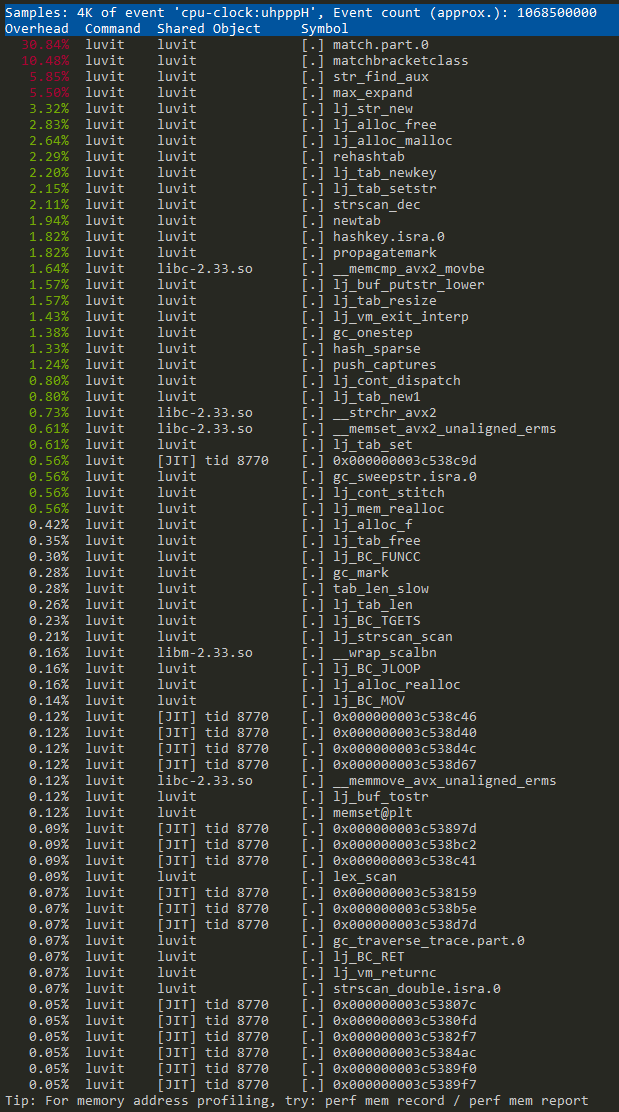 Samples: 4K of event 'cpu-clock:uhpppH', Event count (approx.): 1068500000
Overhead  Command  Shared Object      Symbol
30.84%  luvit    luvit              [.] match.part.0
10.48%  luvit    luvit              [.] matchbracketclass
5.85%  luvit    luvit              [.] str_find_aux
5.50%  luvit    luvit              [.] max_expand
3.32%  luvit    luvit              [.] lj_str_new
2.83%  luvit    luvit              [.] lj_alloc_free
2.64%  luvit    luvit              [.] lj_alloc_malloc
2.29%  luvit    luvit              [.] rehashtab
2.20%  luvit    luvit              [.] lj_tab_newkey
2.15%  luvit    luvit              [.] lj_tab_setstr
2.11%  luvit    luvit              [.] strscan_dec
1.94%  luvit    luvit              [.] newtab
1.82%  luvit    luvit              [.] hashkey.isra.0
1.82%  luvit    luvit              [.] propagatemark
1.64%  luvit    libc-2.33.so       [.] __memcmp_avx2_movbe
1.57%  luvit    luvit              [.] lj_buf_putstr_lower
1.57%  luvit    luvit              [.] lj_tab_resize
1.43%  luvit    luvit              [.] lj_vm_exit_interp
1.38%  luvit    luvit              [.] gc_onestep
1.33%  luvit    luvit              [.] hash_sparse
1.24%  luvit    luvit              [.] push_captures
0.80%  luvit    luvit              [.] lj_cont_dispatch
0.80%  luvit    luvit              [.] lj_tab_new1
0.73%  luvit    libc-2.33.so       [.] __strchr_avx2
0.61%  luvit    libc-2.33.so       [.] __memset_avx2_unaligned_erms
0.61%  luvit    luvit              [.] lj_tab_set
0.56%  luvit    [JIT] tid 8770     [.] 0x000000003c538c9d
0.56%  luvit    luvit              [.] gc_sweepstr.isra.0
0.56%  luvit    luvit              [.] lj_cont_stitch
0.56%  luvit    luvit              [.] lj_mem_realloc
0.42%  luvit    luvit              [.] lj_alloc_f
0.35%  luvit    luvit              [.] lj_tab_free
0.30%  luvit    luvit              [.] lj_BC_FUNCC
0.28%  luvit    luvit              [.] gc_mark
0.28%  luvit    luvit              [.] tab_len_slow
0.26%  luvit    luvit              [.] lj_tab_len
0.23%  luvit    luvit              [.] lj_BC_TGETS
0.21%  luvit    luvit              [.] lj_strscan_scan
0.16%  luvit    libm-2.33.so       [.] __wrap_scalbn
0.16%  luvit    luvit              [.] lj_BC_JLOOP
0.16%  luvit    luvit              [.] lj_alloc_realloc
0.14%  luvit    luvit              [.] lj_BC_MOV
0.12%  luvit    [JIT] tid 8770     [.] 0x000000003c538c46
0.12%  luvit    [JIT] tid 8770     [.] 0x000000003c538d40
0.12%  luvit    [JIT] tid 8770     [.] 0x000000003c538d4c
0.12%  luvit    [JIT] tid 8770     [.] 0x000000003c538d67
0.12%  luvit    libc-2.33.so       [.] __memmove_avx_unaligned_erms
0.12%  luvit    luvit              [.] lj_buf_tostr
0.12%  luvit    luvit              [.] memset@plt
0.09%  luvit    [JIT] tid 8770     [.] 0x000000003c53897d
0.09%  luvit    [JIT] tid 8770     [.] 0x000000003c538bc2
0.09%  luvit    [JIT] tid 8770     [.] 0x000000003c538c41
0.09%  luvit    luvit              [.] lex_scan
0.07%  luvit    [JIT] tid 8770     [.] 0x000000003c538159
0.07%  luvit    [JIT] tid 8770     [.] 0x000000003c538b5e
0.07%  luvit    [JIT] tid 8770     [.] 0x000000003c538d7d
0.07%  luvit    luvit              [.] gc_traverse_trace.part.0
0.07%  luvit    luvit              [.] lj_BC_RET
0.07%  luvit    luvit              [.] lj_vm_returnc
0.07%  luvit    luvit              [.] strscan_double.isra.0
0.05%  luvit    [JIT] tid 8770     [.] 0x000000003c53807c
0.05%  luvit    [JIT] tid 8770     [.] 0x000000003c5380fd
0.05%  luvit    [JIT] tid 8770     [.] 0x000000003c5382f7
0.05%  luvit    [JIT] tid 8770     [.] 0x000000003c5384ac
0.05%  luvit    [JIT] tid 8770     [.] 0x000000003c5389f0
0.05%  luvit    [JIT] tid 8770     [.] 0x000000003c5389f7
Tip: For memory address profiling, try: perf mem record / perf mem report